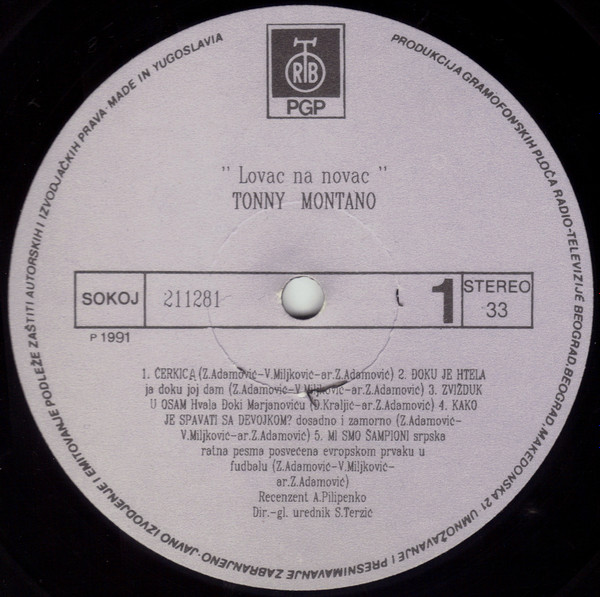 PRODUKCIJA GRAMOFONSKIH PLOČA RADIO-TELEVIZIJE BEOGRAD, BEOGRAD, MAKEDONSKA 21 UMNOŽAVANJE I PRESNIMAVANJE ZABRANJENO·JAVNO IZVODJENJE I EMITOVANJE PODLEŽE ZAŠTITI AUTORSKIH I IZVODJAČKIH PRAVA·MADE IN YUGOSLAVIA
RTB
PGP
" Lovac na novac "
TONNY MONTANO
SOKOJ 211281 1 STEREO
33
P 1991
1. ĆERKICA (Z.Adamović-V.Miljković-ar.Z.Adamović) 2. ĐOKU JE HTELA
ja doku joj dam (Z.Adamović-V.Miljković-ar.Z.Adamović) 3. ZVIŽDUK
U OSAM Hvala Đoki Marjanoviću (D.Kraljić-ar.Z.Adamović) 4. KAKO
JE SPAVATI SA DEVOJKOM? dosadno i zamorno (Z.Adamović-
V.Miljković-ar.Z.Adamović) 5. MI SMO ŠAMPIONI srpska
ratna pesma posvećena evropskom prvaku u
fudbalu (Z.Adamović-V.Miljković-
ar.Z.Adamović)
Recenzent A.Pilipenko
Dir.-gl. urednik S.Terzić